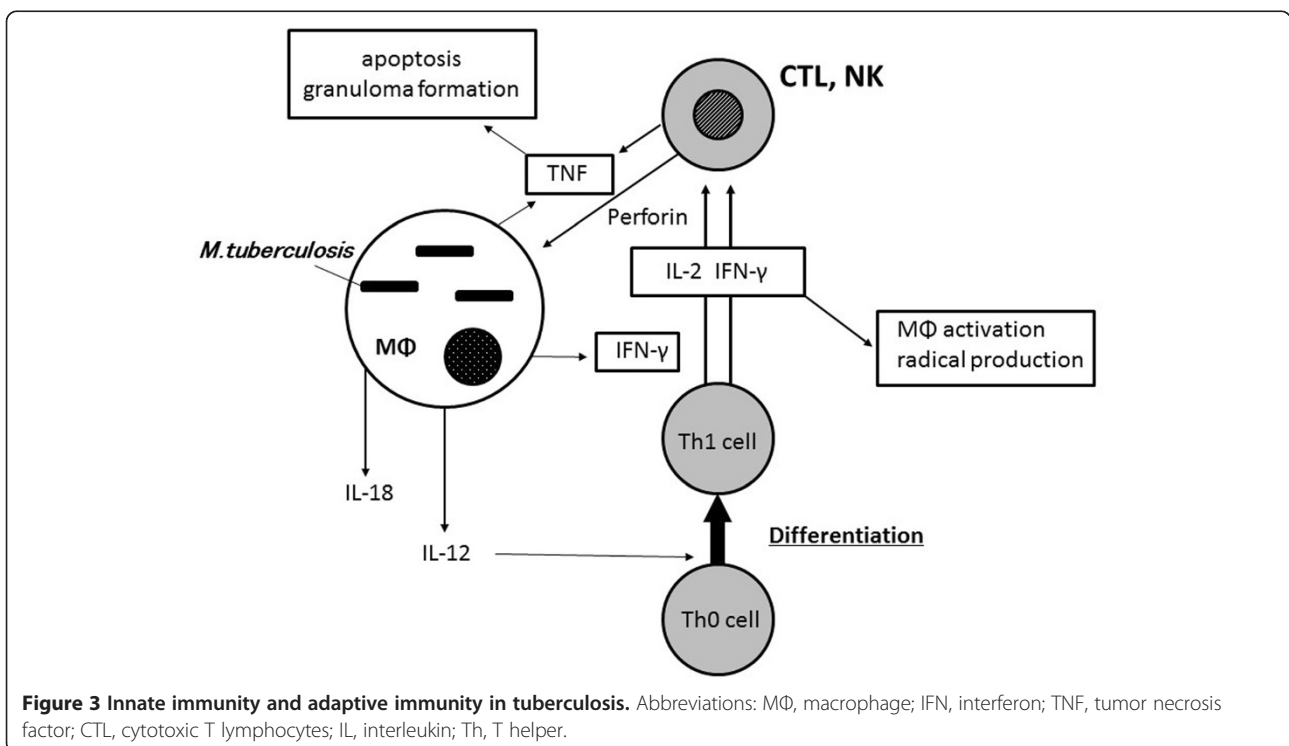 apoptosis
granuloma formation
CTL, NK
TNF
Perforin
M.tuberculosis
IL-2 IFN-γ
MΦ
IFN-γ
MΦ activation
radical production
Th1 cell
IL-18
IL-12
Differentiation
Th0 cell
Figure 3 Innate immunity and adaptive immunity in tuberculosis. Abbreviations: MΦ, macrophage; IFN, interferon; TNF, tumor necrosis
factor; CTL, cytotoxic T lymphocytes; IL, interleukin; Th, T helper.